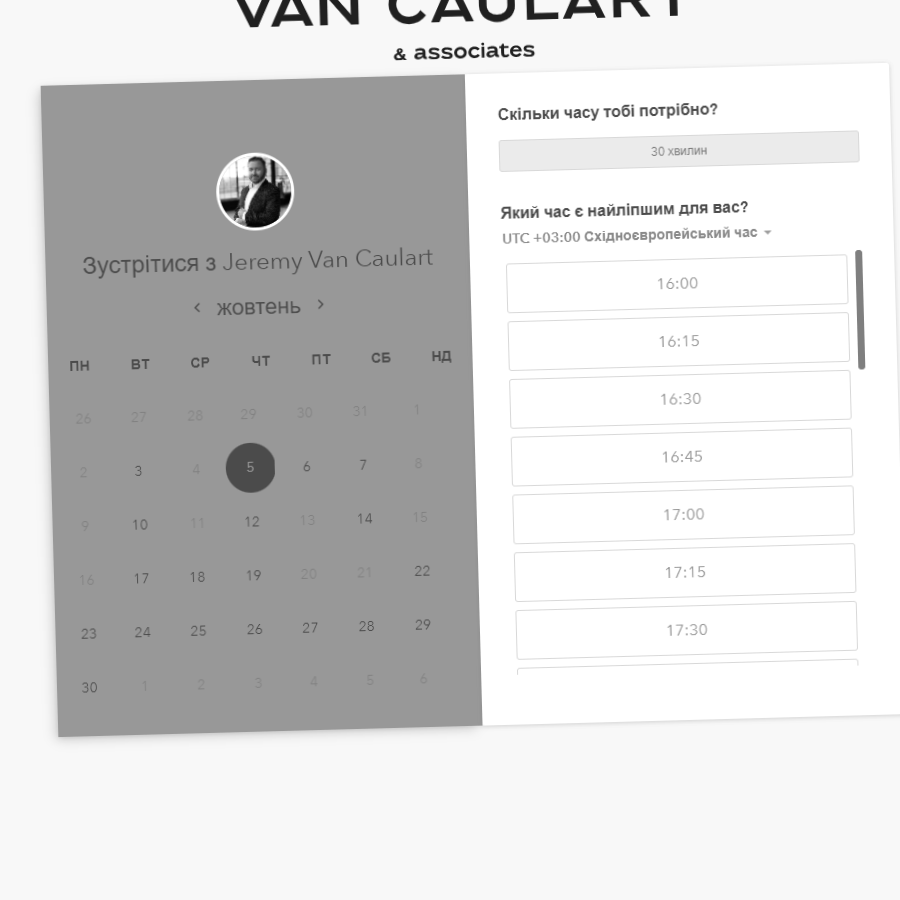 VAN CAULART
& associates
Зустрітися з Jeremy Van Caulart
жовтень
ПН ВТ СР ЧТ ПТ СБ НД
26 27 28 29 30 31 1
2 3 4 5 6 7 8
9 10 11 12 13 14 15
16 17 18 19 20 21 22
23 24 25 26 27 28 29
30 1 2 3 4 5 6
Скільки часу тобі потрібно?
30 хвилин
Який час є найліпшим для вас?
UTC +03:00 Східноєвропейський час
16:00
16:15
16:30
16:45
17:00
17:15
17:30